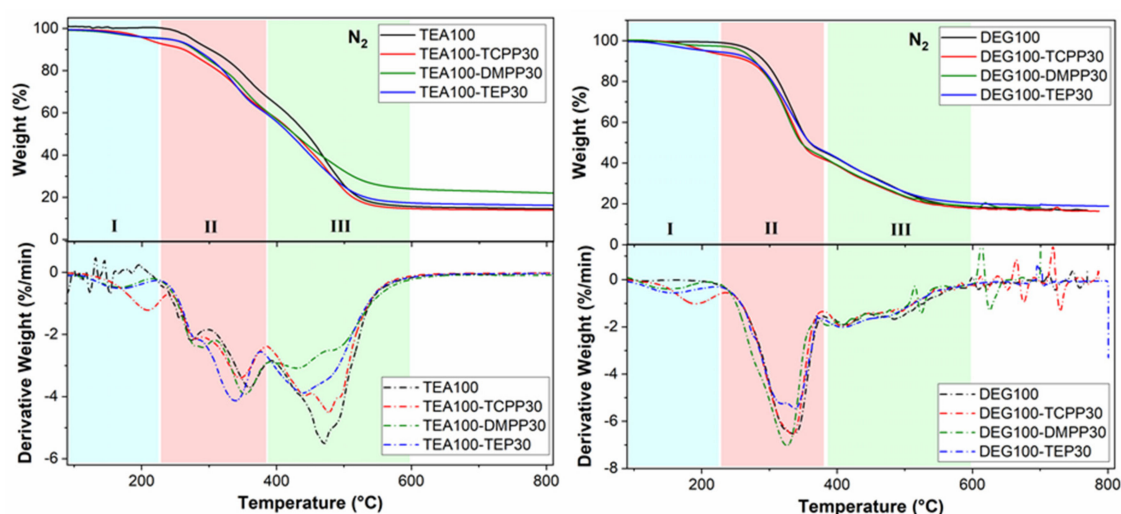 N₂
TEA100
TEA100-TCPP30
TEA100-DMPP30
TEA100-TEP30
Weight (%)
100
80
60
40
20
0
I
II
III
Derivative Weight (%/min)
0
-2
-4
-6
TEA100
TEA100-TCPP30
TEA100-DMPP30
TEA100-TEP30
200
400
600
800
Temperature (°C)
N₂
DEG100
DEG100-TCPP30
DEG100-DMPP30
DEG100-TEP30
Weight (%)
100
80
60
40
20
0
I
II
III
Derivative Weight (%/min)
0
-2
-4
-6
-8
DEG100
DEG100-TCPP30
DEG100-DMPP30
DEG100-TEP30
200
400
600
800
Temperature (°C)